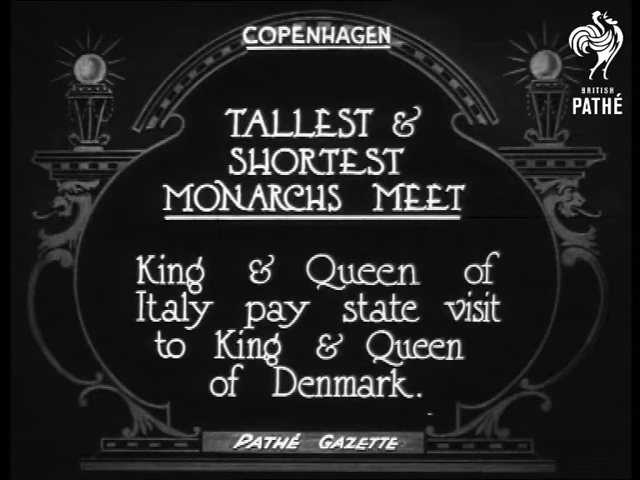 COPENHAGEN
BRITISH
PATHÉ
TALLEST &
SHORTEST
MONARCHS MEET
King & Queen of
Italy pay state visit
to King & Queen
of Denmark.
PATHÉ GAZETTE